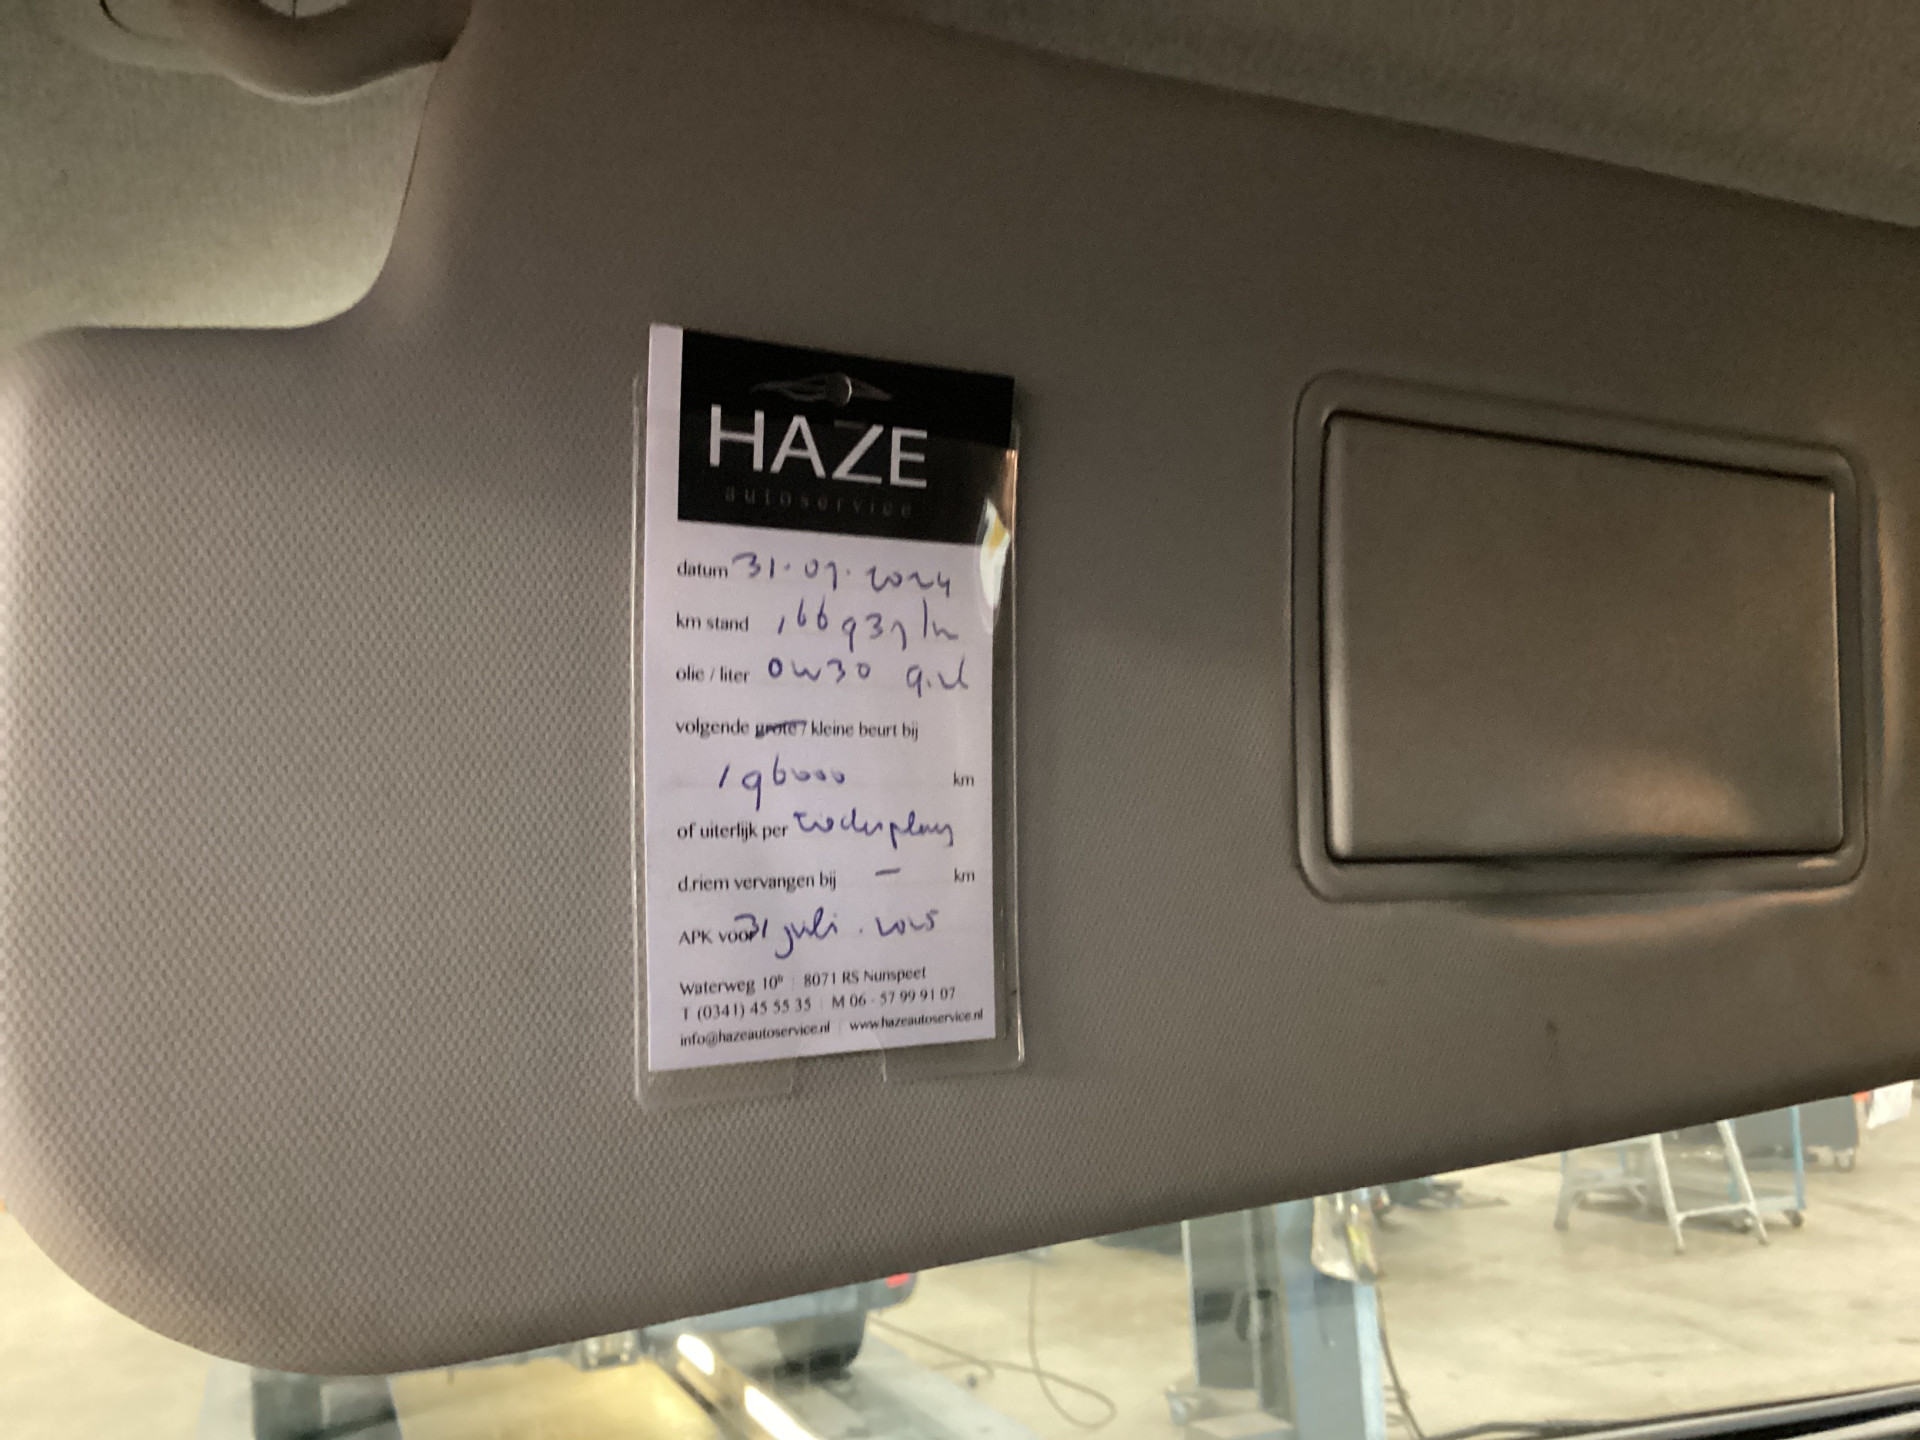 HAZE
autoservice
datum 31.07.2024
km stand 166937 km
olie / liter 0w30
volgende grote / kleine beurt bij
196000 km
of uiterlijk per
d.riem vervangen bij — km
APK voor 31 juli. 2025
Waterweg 10 | 8071 RS Nunspeet
T (0341) 45 55 35 | M 06 - 57 99 91 07
info@hazeautoservice.nl | www.hazeautoservice.nl